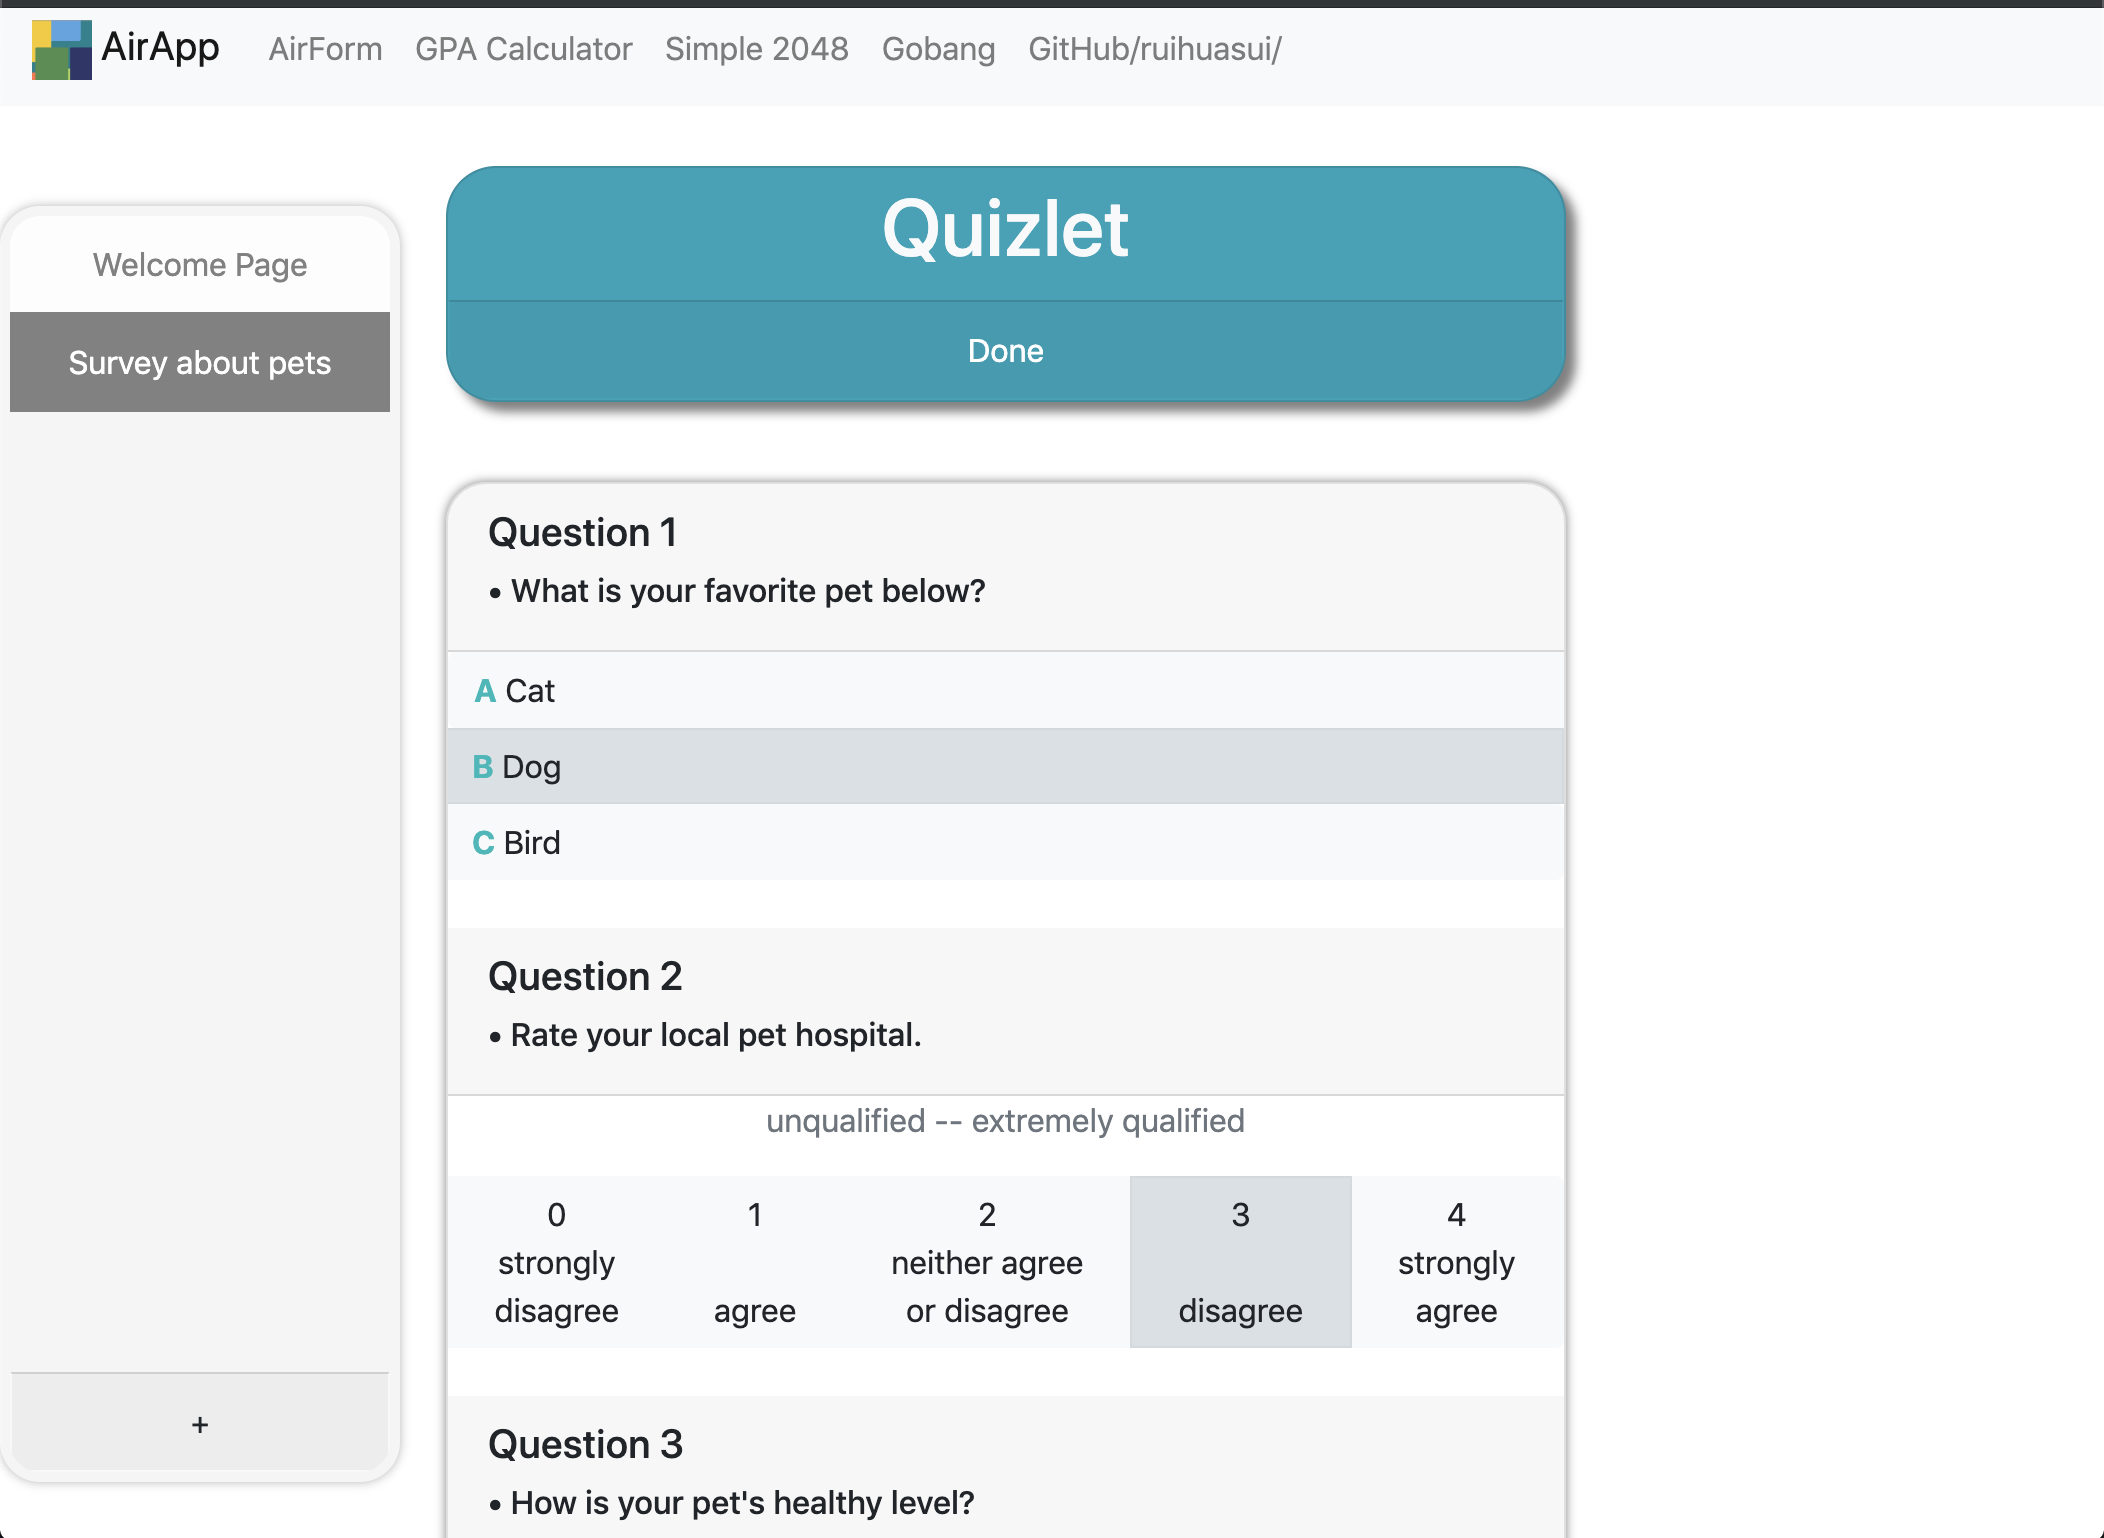 AirApp AirForm GPA Calculator Simple 2048 Gobang GitHub/ruihuasui/
Welcome Page
Survey about pets
+
Quizlet
Done
Question 1
• What is your favorite pet below?
A Cat
B Dog
C Bird
Question 2
• Rate your local pet hospital.
unqualified -- extremely qualified
0 strongly disagree
1 agree
2 neither agree or disagree
3 disagree
4 strongly agree
Question 3
• How is your pet's healthy level?